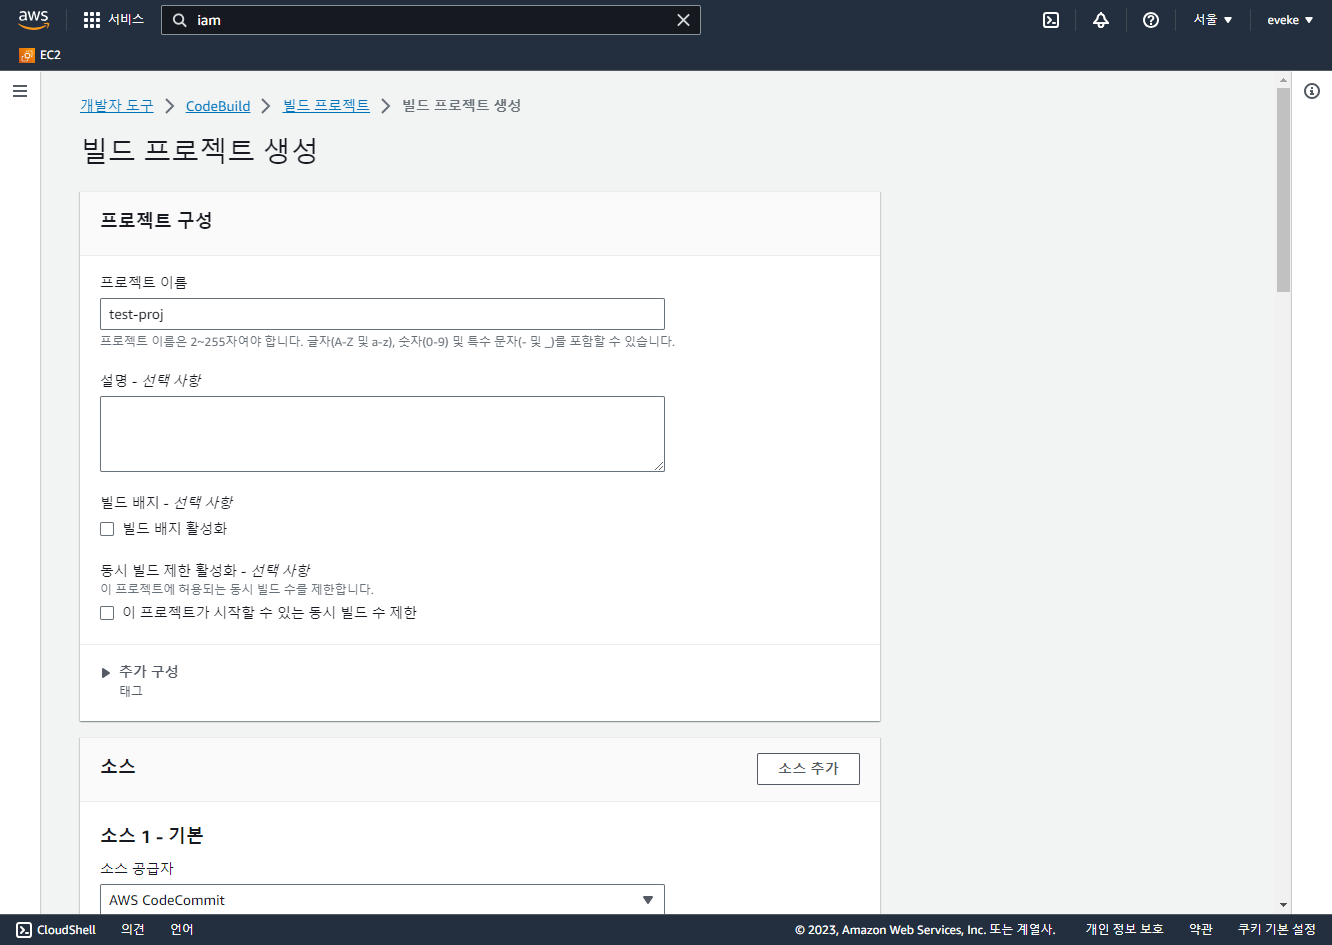 aws
서비스
iam
서울
eveke
EC2
개발자 도구
CodeBuild
빌드 프로젝트
빌드 프로젝트 생성
빌드 프로젝트 생성
프로젝트 구성
프로젝트 이름
test-proj
프로젝트 이름은 2~255자여야 합니다. 글자(A-Z 및 a-z), 숫자(0-9) 및 특수 문자(- 및 _)를 포함할 수 있습니다.
설명 - 선택 사항
빌드 배지 - 선택 사항
빌드 배지 활성화
동시 빌드 제한 활성화 - 선택 사항
이 프로젝트에 허용되는 동시 빌드 수를 제한합니다.
이 프로젝트가 시작할 수 있는 동시 빌드 수 제한
추가 구성
태그
소스
소스 추가
소스 1 - 기본
소스 공급자
AWS CodeCommit
CloudShell
의견
언어
© 2023, Amazon Web Services, Inc. 또는 계열사.
개인 정보 보호
약관
쿠키 기본 설정